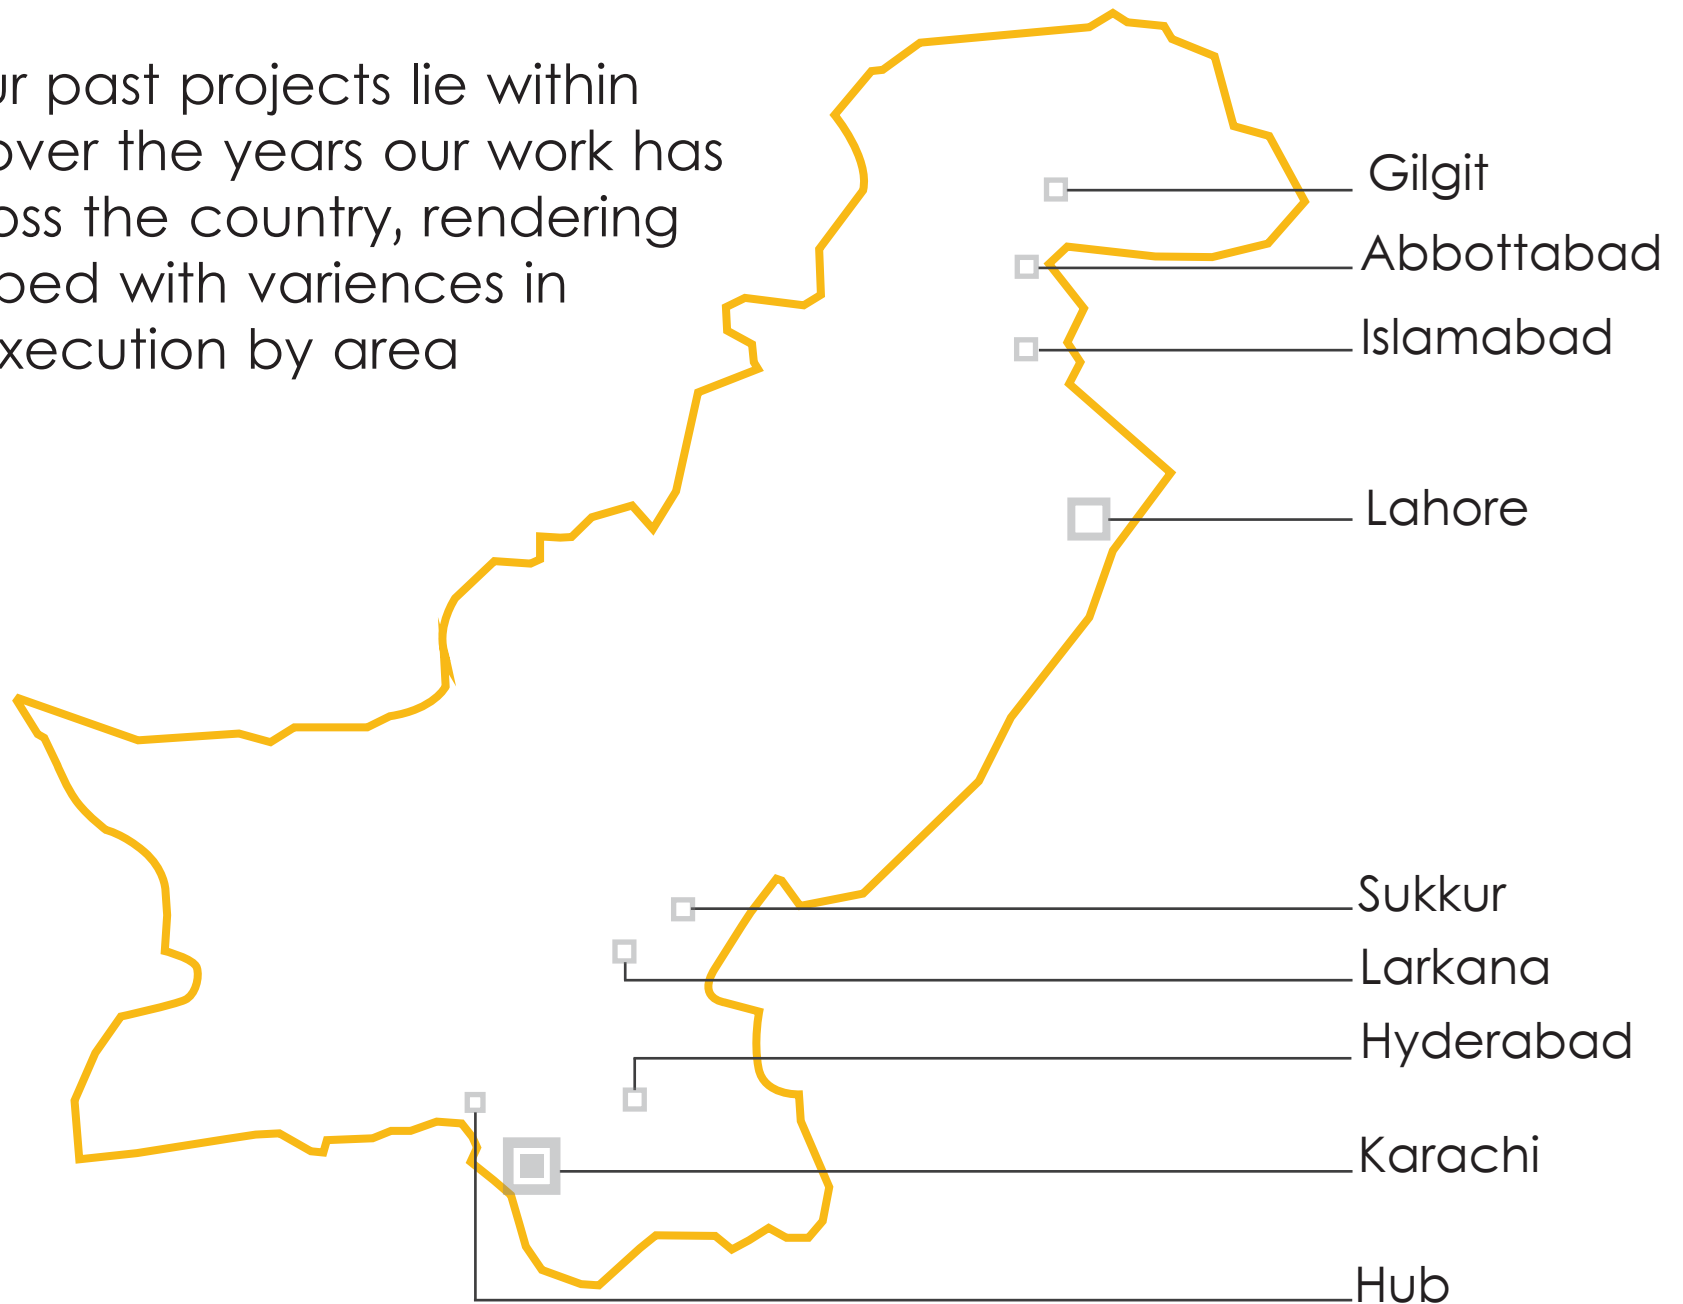 ur past projects lie within
over the years our work has
oss the country, rendering
bed with variences in
xecution by area
Gilgit
Abbottabad
Islamabad
Lahore
Sukkur
Larkana
Hyderabad
Karachi
Hub